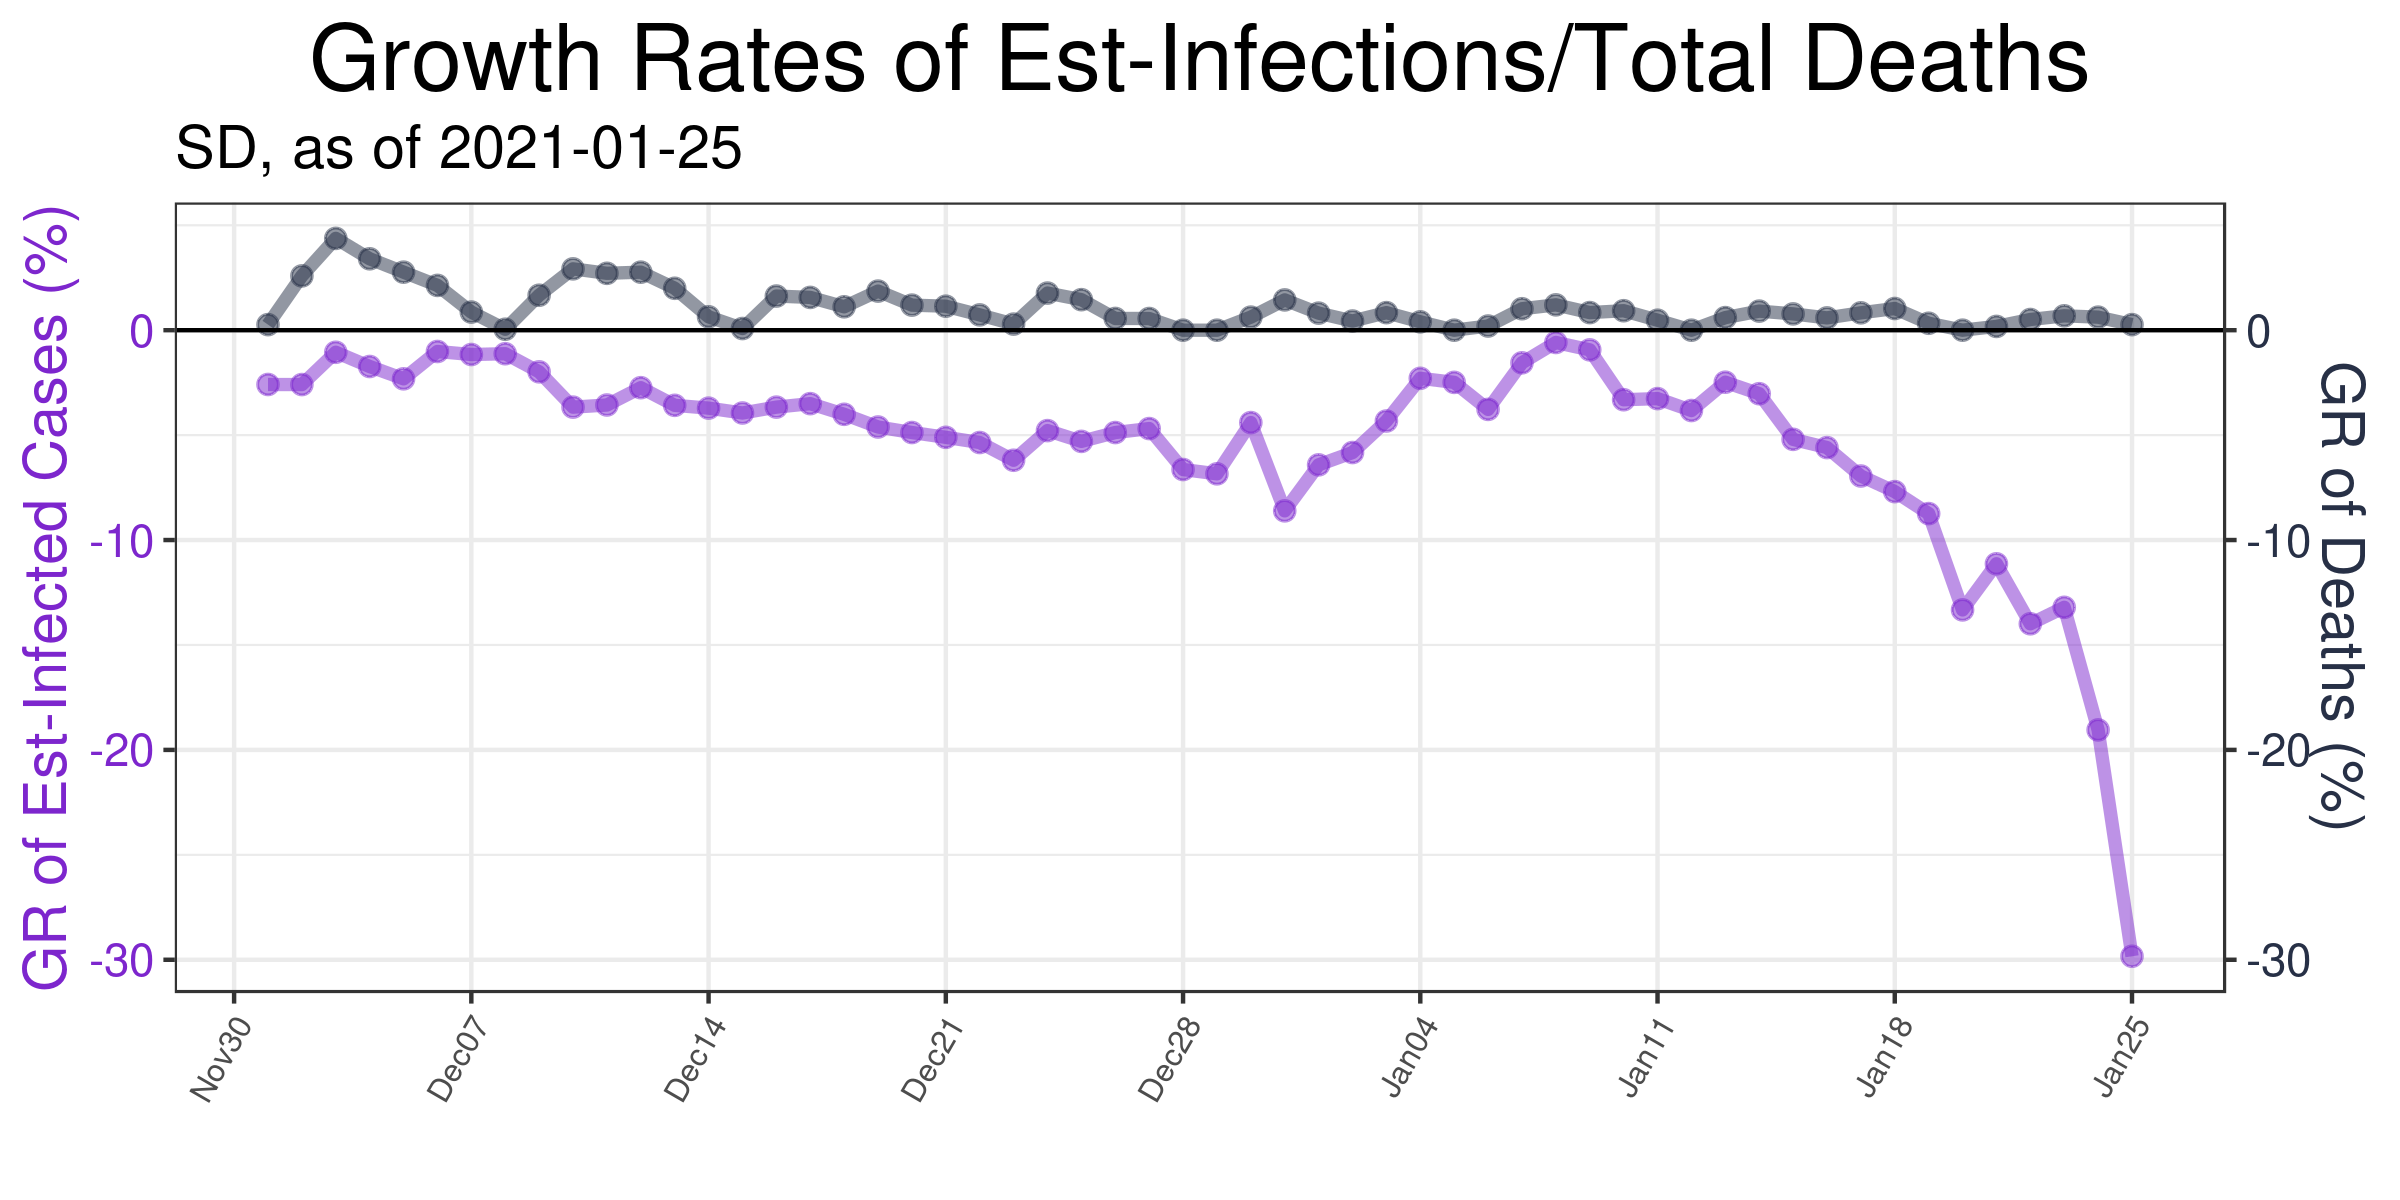 Growth Rates of Est-Infections/Total Deaths
SD, as of 2021-01-25
GR of Est-Infected Cases (%)
0
-10
-20
-30
0
-10
-20
-30
GR of Deaths (%)
Nov30
Dec07
Dec14
Dec21
Dec28
Jan04
Jan11
Jan18
Jan25